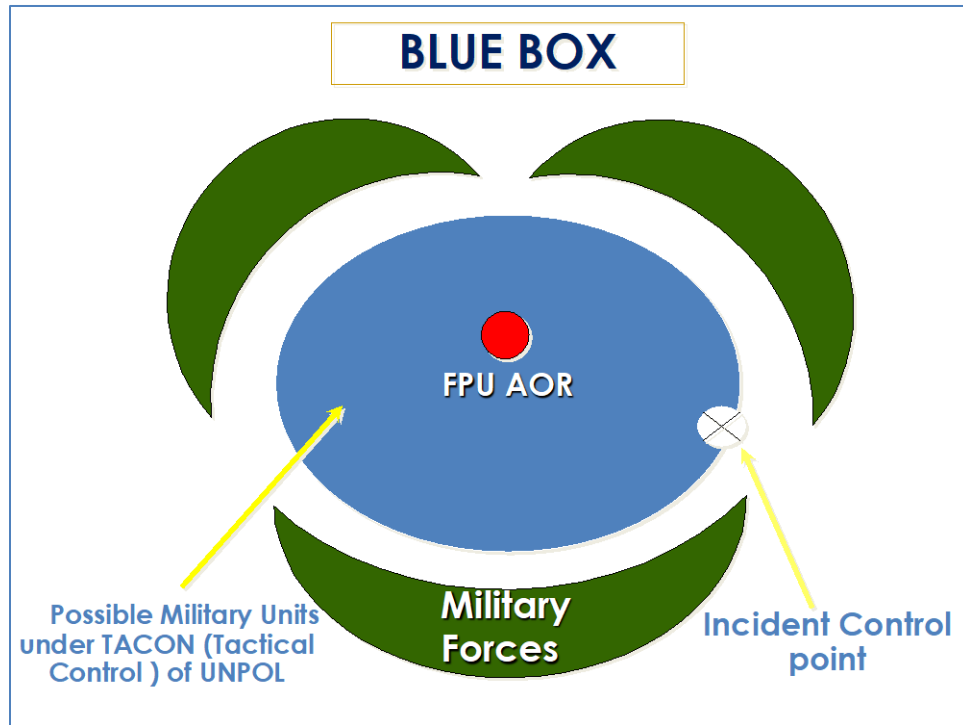 BLUE BOX
FPU AOR
Possible Military Units
under TACON (Tactical
Control ) of UNPOL
Military
Forces
Incident Control
point